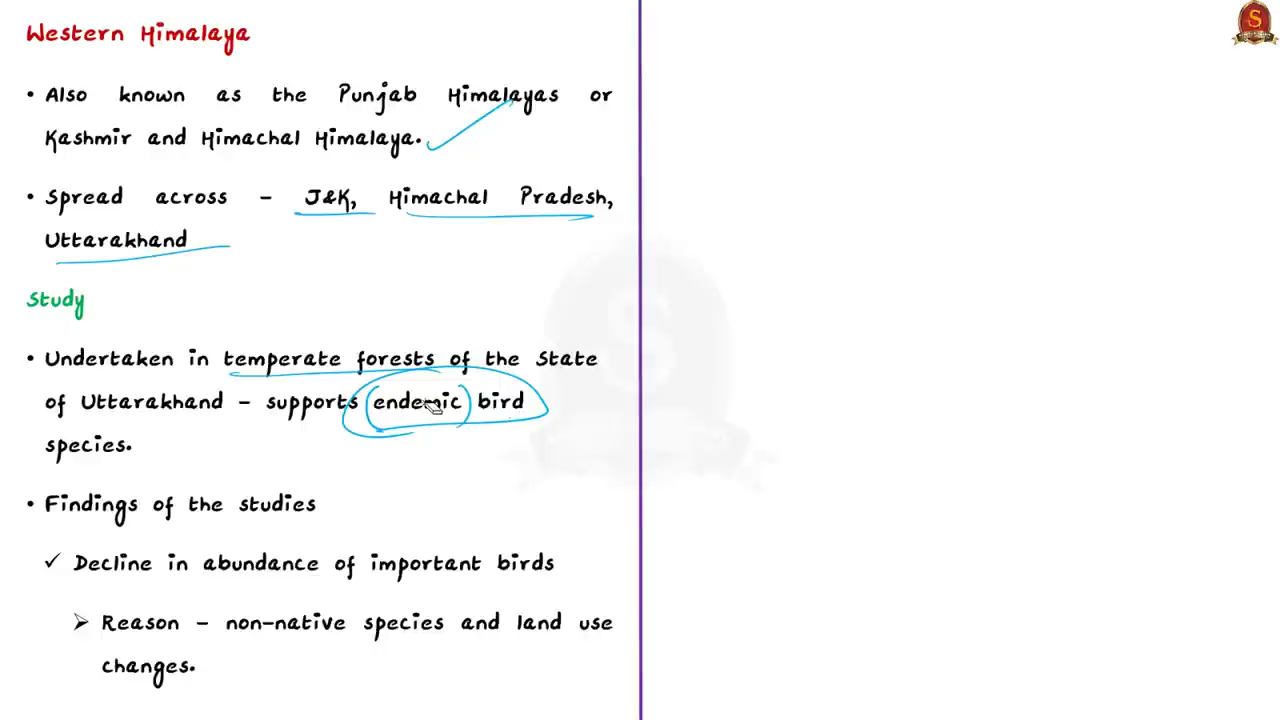 Western Himalaya
• Also known as the Punjab Himalayas or
Kashmir and Himachal Himalaya.
• Spread across - J&K, Himachal Pradesh,
Uttarakhand
Study
• Undertaken in temperate forests of the State
of Uttarakhand - supports (endemic) bird
species.
• Findings of the studies
✓ Decline in abundance of important birds
➢ Reason - non-native species and land use
changes.
S